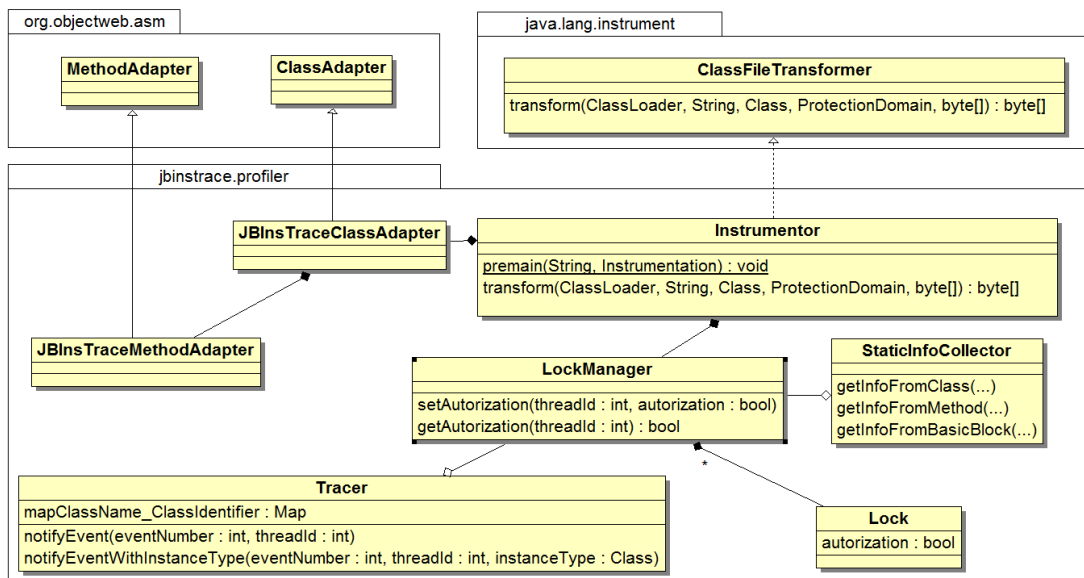 org.objectweb.asm
java.lang.instrument
MethodAdapter
ClassAdapter
ClassFileTransformer
transform(ClassLoader, String, Class, ProtectionDomain, byte[]) : byte[]
jbinstrace.profiler
JBInsTraceClassAdapter
Instrumentor
premain(String, Instrumentation) : void
transform(ClassLoader, String, Class, ProtectionDomain, byte[]) : byte[]
JBInsTraceMethodAdapter
LockManager
setAutorization(threadId : int, autorization : bool)
getAutorization(threadId : int) : bool
StaticInfoCollector
getInfoFromClass(...)
getInfoFromMethod(...)
getInfoFromBasicBlock(...)
*
Tracer
mapClassName_ClassIdentifier : Map
notifyEvent(eventNumber : int, threadId : int)
notifyEventWithInstanceType(eventNumber : int, threadId : int, instanceType : Class)
Lock
autorization : bool